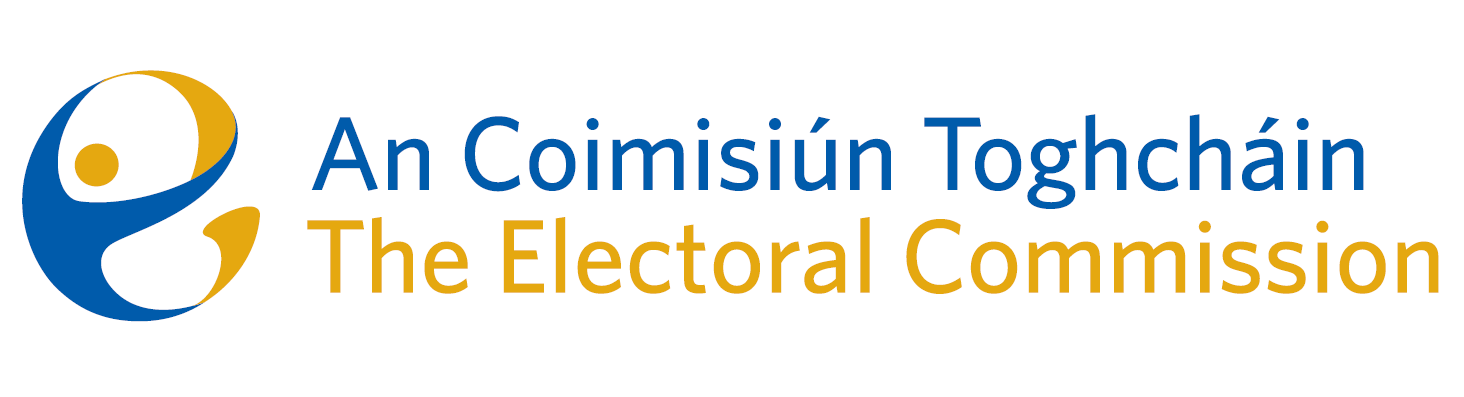 An Coimisiún Toghcháin
The Electoral Commission